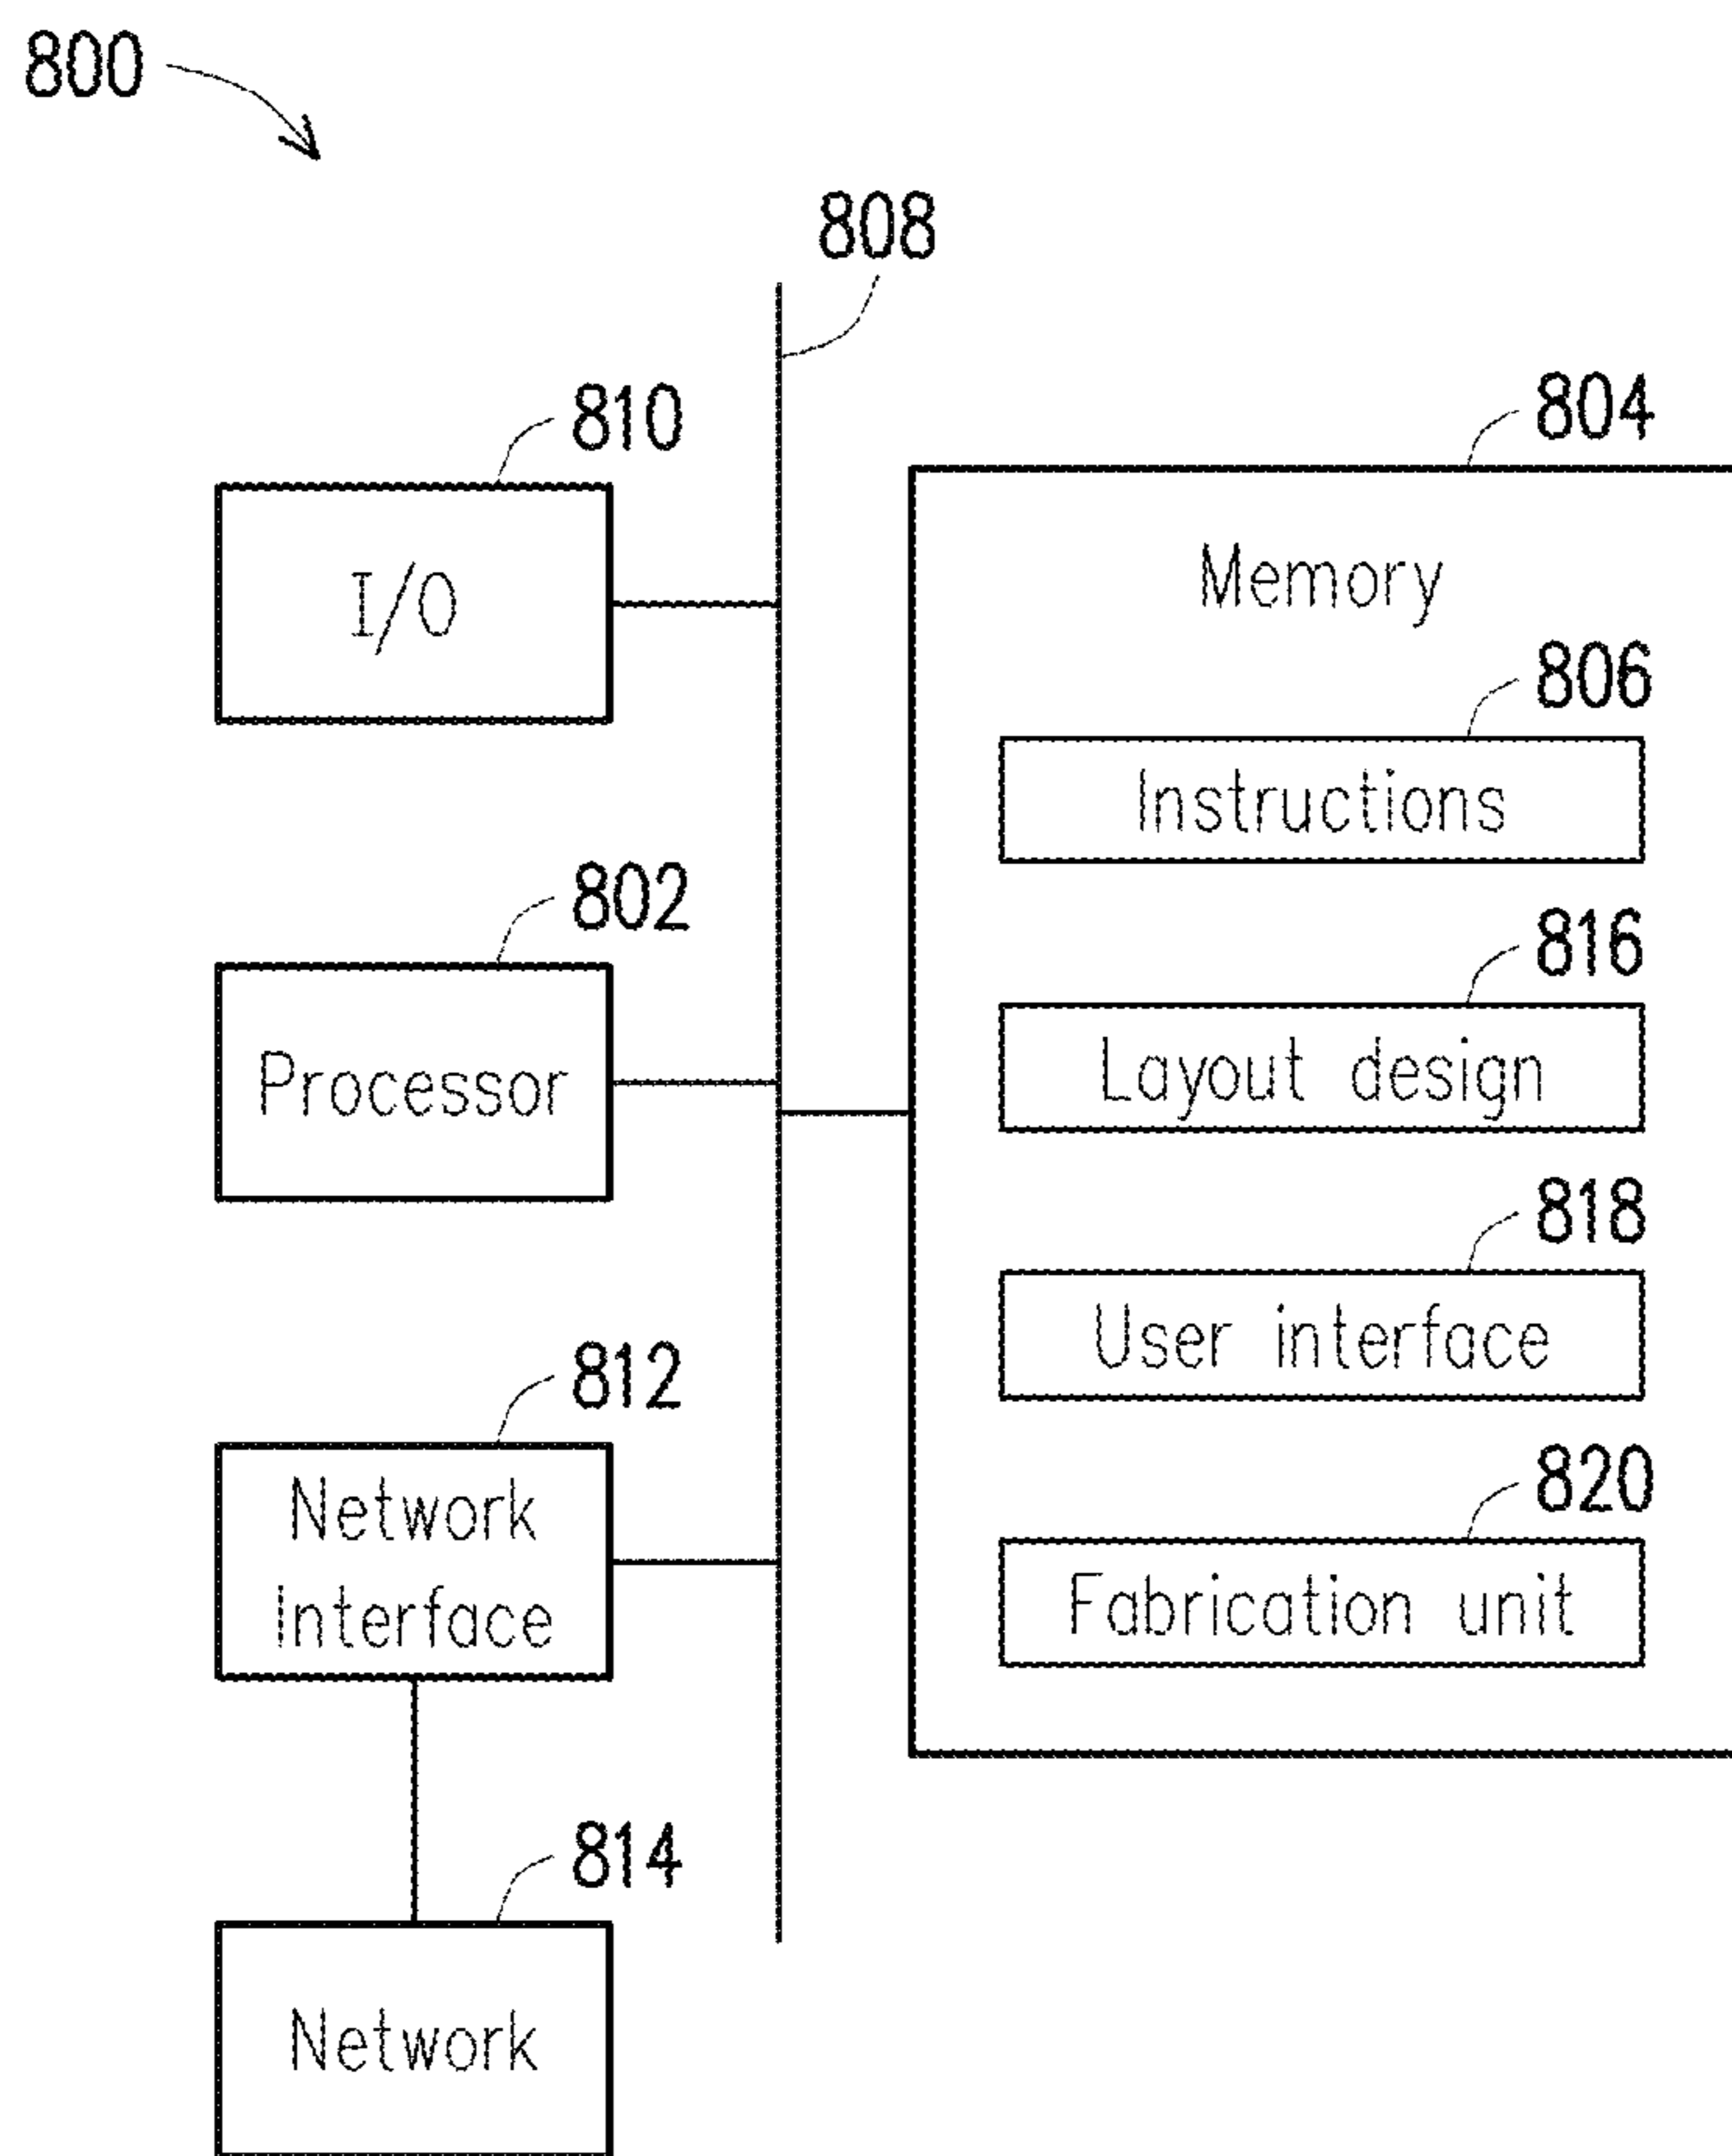 800
808
810
I/O
802
Processor
812
Network
Interface
814
Network
804
Memory
806
Instructions
816
Layout design
818
User interface
820
Fabrication unit